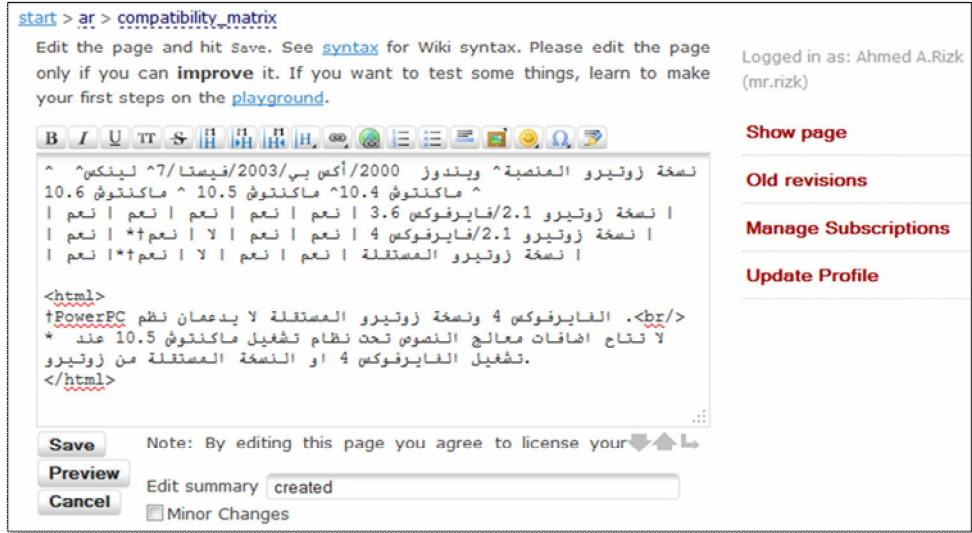 start > ar > compatibility_matrix
Edit the page and hit Save. See syntax for Wiki syntax. Please edit the page
only if you can improve it. If you want to test some things, learn to make
your first steps on the playground.
Logged in as: Ahmed A.Rizk
(mr.rizk)
Show page
Old revisions
Manage Subscriptions
Update Profile
B I U TT S
نسخة زوتيرو المنصبة^ ويندوز 2000/أكس بي/2003/فيستا/7^ لينكس^ ^
^ ماكنتوش 10.4^ ماكنتوش 10.5 ^ ماكنتوش 10.6
| نسخة زوتيرو 2.1/فايرفوكس 3.6 | نعم | نعم | نعم | نعم | نعم |
| نسخة زوتيرو 2.1/فايرفوكس 4 | نعم | نعم | لا | نعم†* | نعم |
| نسخة زوتيرو المستقلة | نعم | نعم | لا | نعم†*| نعم |
<html>
†PowerPC الفايرفوكس 4 ونسخة زوتيرو المستقلة لا يدعمان نظم .<br/>
* لا تتاح اضافات معالج النصوص تحت نظام تشغيل ماكنتوش 10.5 عند
تشغيل الفايرفوكس 4 او النسخة المستقلة من زوتيرو.
</html>
Save
Note: By editing this page you agree to license your
Preview
Edit summary created
Cancel
Minor Changes